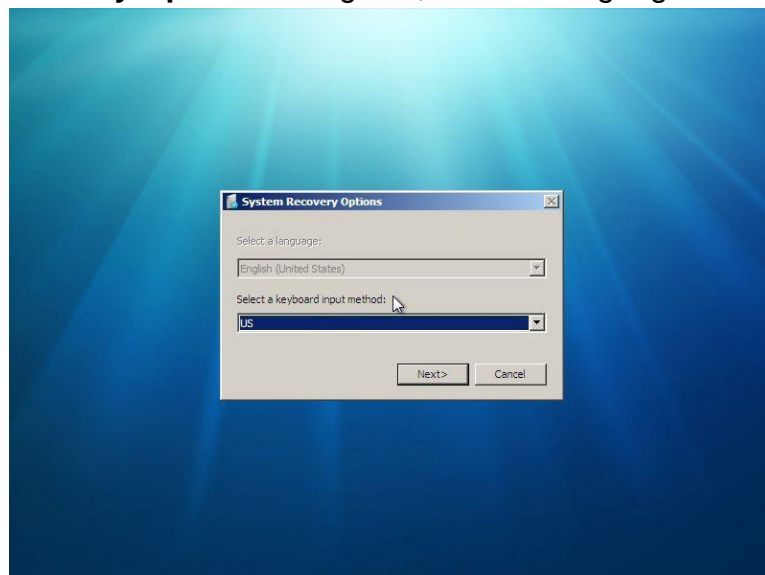 System Recovery Options
Select a language:
English (United States)
Select a keyboard input method:
US
Next> Cancel